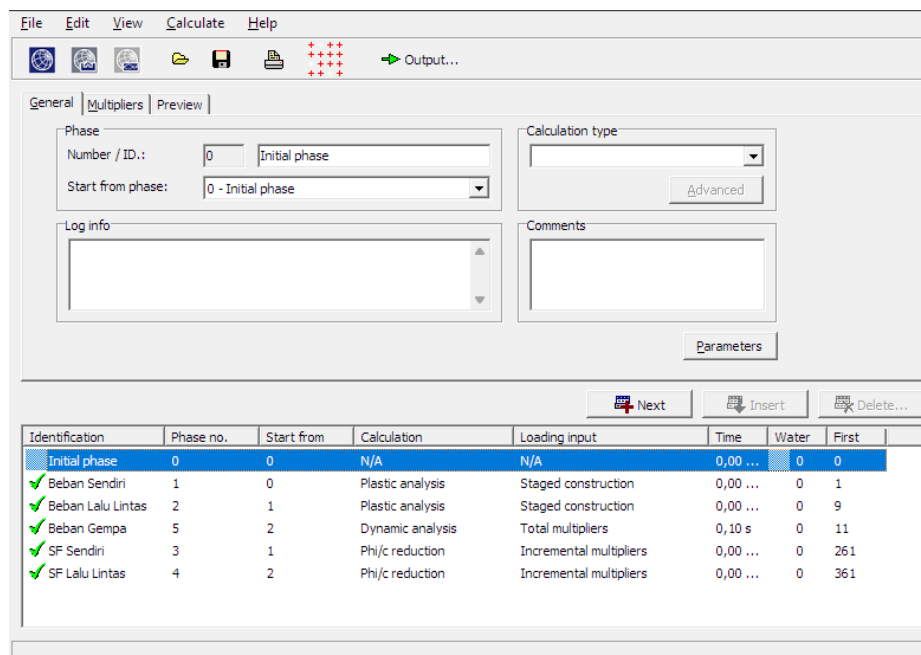 File Edit View Calculate Help
Output...
General Multipliers Preview
Phase
Number / ID.: 0 Initial phase
Start from phase: 0 - Initial phase
Calculation type
Advanced
Log info
Comments
Parameters
Next Insert Delete...
Identification Phase no. Start from Calculation Loading input Time Water First
Initial phase 0 0 N/A N/A 0,00 ... 0 0
Beban Sendiri 1 0 Plastic analysis Staged construction 0,00 ... 0 1
Beban Lalu Lintas 2 1 Plastic analysis Staged construction 0,00 ... 0 9
Beban Gempa 5 2 Dynamic analysis Total multipliers 0,10 s 0 11
SF Sendiri 3 1 Phi/c reduction Incremental multipliers 0,00 ... 0 261
SF Lalu Lintas 4 2 Phi/c reduction Incremental multipliers 0,00 ... 0 361